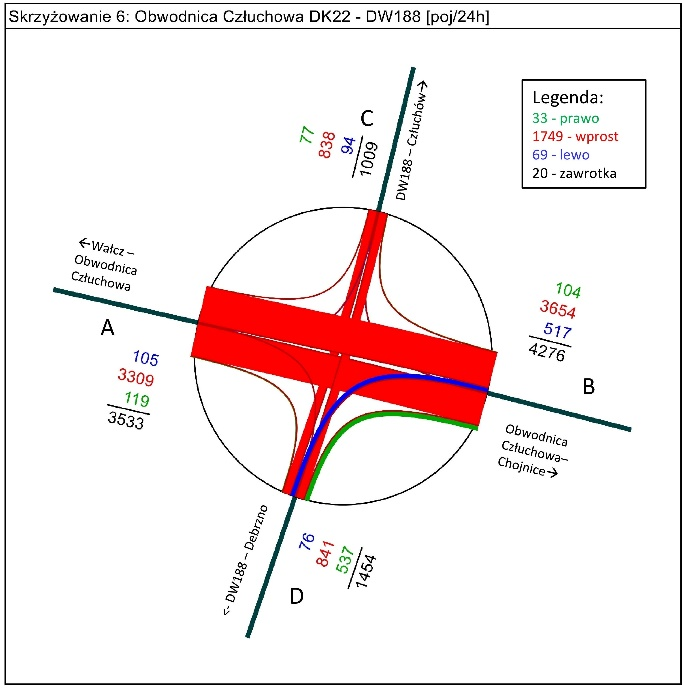 Skrzyżowanie 6: Obwodnica Człuchowa DK22 - DW188 [poj/24h]
Legenda:
33 - prawo
1749 - wprost
69 - lewo
20 - zawrotka
C
77
838
94
1009
DW188 – Człuchów→
←Wałcz –
Obwodnica
Człuchowa
A
105
3309
119
3533
104
3654
517
4276
B
Obwodnica
Człuchowa–
Chojnice→
<- DW188 – Debrzno
76
841
537
1454
D